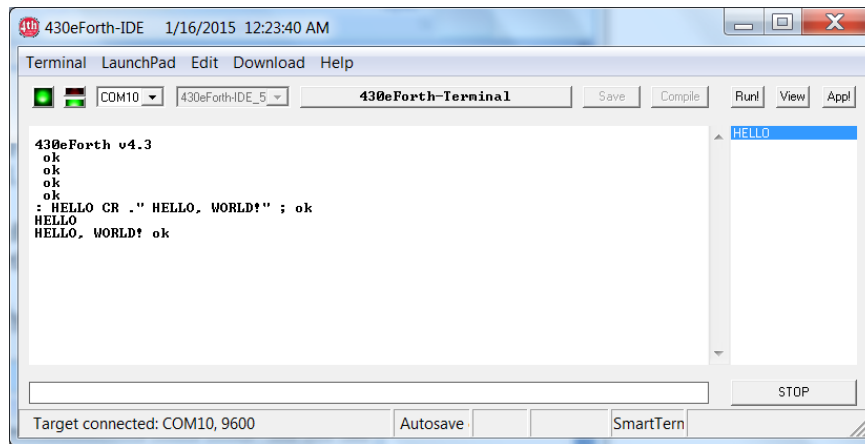 4th 430eForth-IDE 1/16/2015 12:23:40 AM
Terminal LaunchPad Edit Download Help
COM10 430eForth-IDE_5 430eForth-Terminal Save Compile Run! View App!
430eForth v4.3
ok
ok
ok
ok
: HELLO CR ." HELLO, WORLD!" ; ok
HELLO
HELLO, WORLD! ok
HELLO
STOP
Target connected: COM10, 9600 Autosave SmartTern